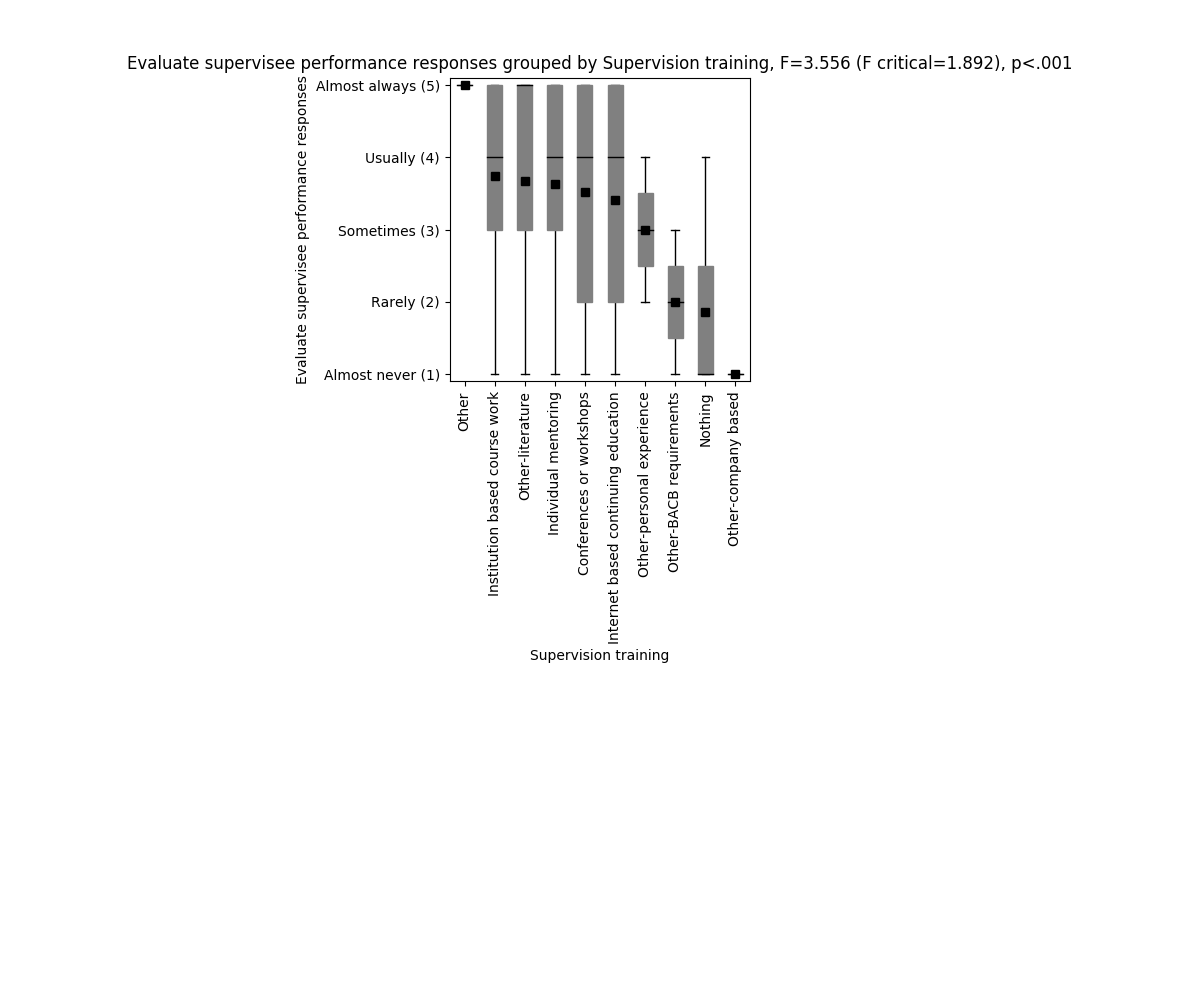 Evaluate supervisee performance responses grouped by Supervision training, F=3.556 (F critical=1.892), p<.001
Evaluate supervisee performance responses
Almost always (5)
Usually (4)
Sometimes (3)
Rarely (2)
Almost never (1)
Other
Institution based course work
Other-literature
Individual mentoring
Conferences or workshops
Internet based continuing education
Other-personal experience
Other-BACB requirements
Nothing
Other-company based
Supervision training